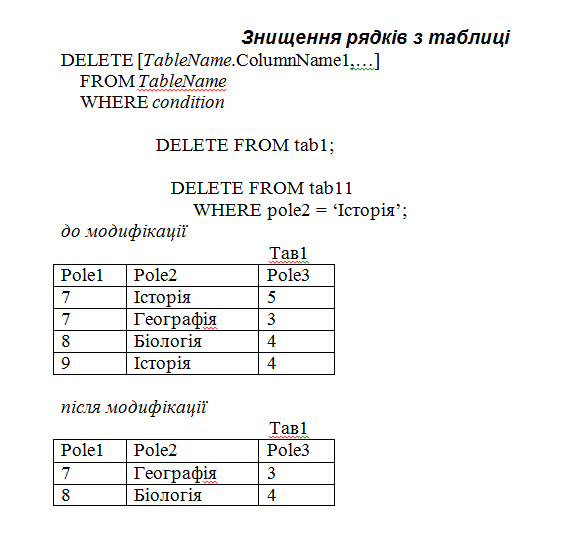 Знищення рядків з таблиці
DELETE [TableName.ColumnName1,…]
FROM TableName
WHERE condition
DELETE FROM tab1;
DELETE FROM tab11
WHERE pole2 = ‘Історія’;
до модифікації
Тав1
Pole1 Pole2 Pole3
7 Історія 5
7 Географія 3
8 Біологія 4
9 Історія 4
після модифікації
Тав1
Pole1 Pole2 Pole3
7 Географія 3
8 Біологія 4